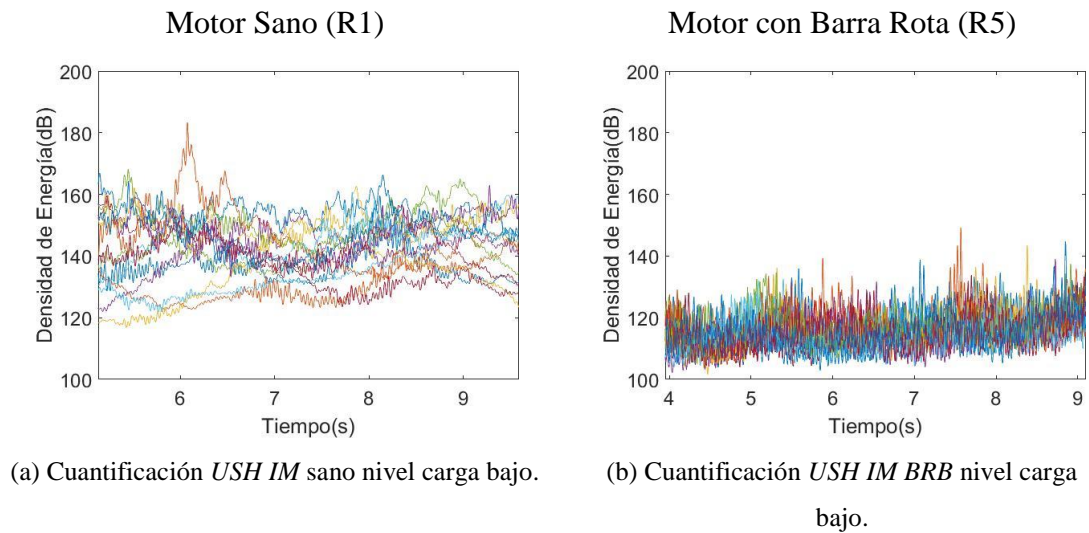 Motor Sano (R1)
Motor con Barra Rota (R5)
200
180
160
140
120
100
Densidad de Energía(dB)
6
7
8
9
Tiempo(s)
200
180
160
140
120
100
Densidad de Energía(dB)
4
5
6
7
8
9
Tiempo(s)
(a) Cuantificación USH IM sano nivel carga bajo.
(b) Cuantificación USH IM BRB nivel carga
bajo.